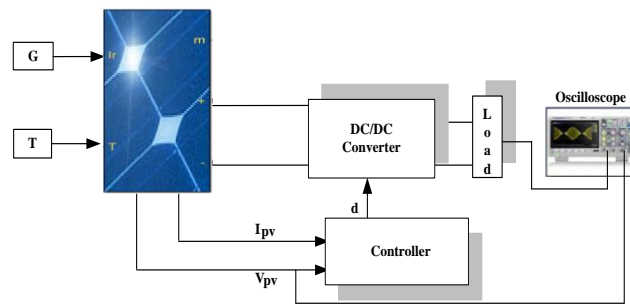 G
T
Ir
m
+
T
-
DC/DC
Converter
L
o
a
d
Oscilloscope
d
Ipv
Vpv
Controller